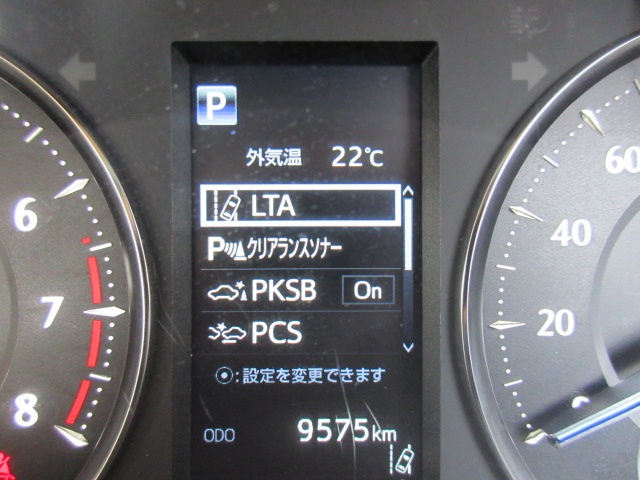 P
外気温 22℃
LTA
P クリアランスソナー
PKSB On
PCS
:設定を変更できます
ODO 9575km
6
7
8
60
40
20